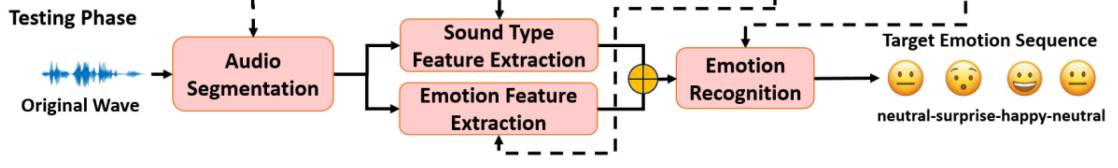 Testing Phase
Original Wave
Audio
Segmentation
Sound Type
Feature Extraction
Emotion Feature
Extraction
Emotion
Recognition
Target Emotion Sequence
neutral-surprise-happy-neutral